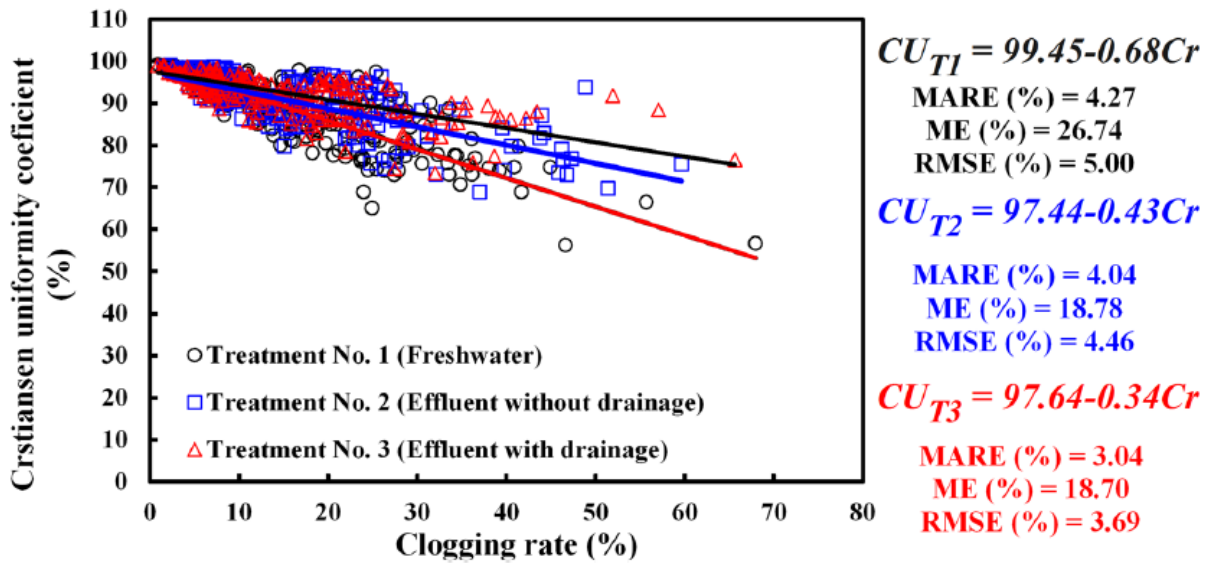 110
100
90
80
70
60
50
40
30
20
10
0
Crstiansen uniformity coeficient
(%)
Treatment No. 1 (Freshwater)
Treatment No. 2 (Effluent without drainage)
Treatment No. 3 (Effluent with drainage)
0 10 20 30 40 50 60 70 80
Clogging rate (%)
CU_T1 = 99.45-0.68Cr
MARE (%) = 4.27
ME (%) = 26.74
RMSE (%) = 5.00
CU_T2 = 97.44-0.43Cr
MARE (%) = 4.04
ME (%) = 18.78
RMSE (%) = 4.46
CU_T3 = 97.64-0.34Cr
MARE (%) = 3.04
ME (%) = 18.70
RMSE (%) = 3.69